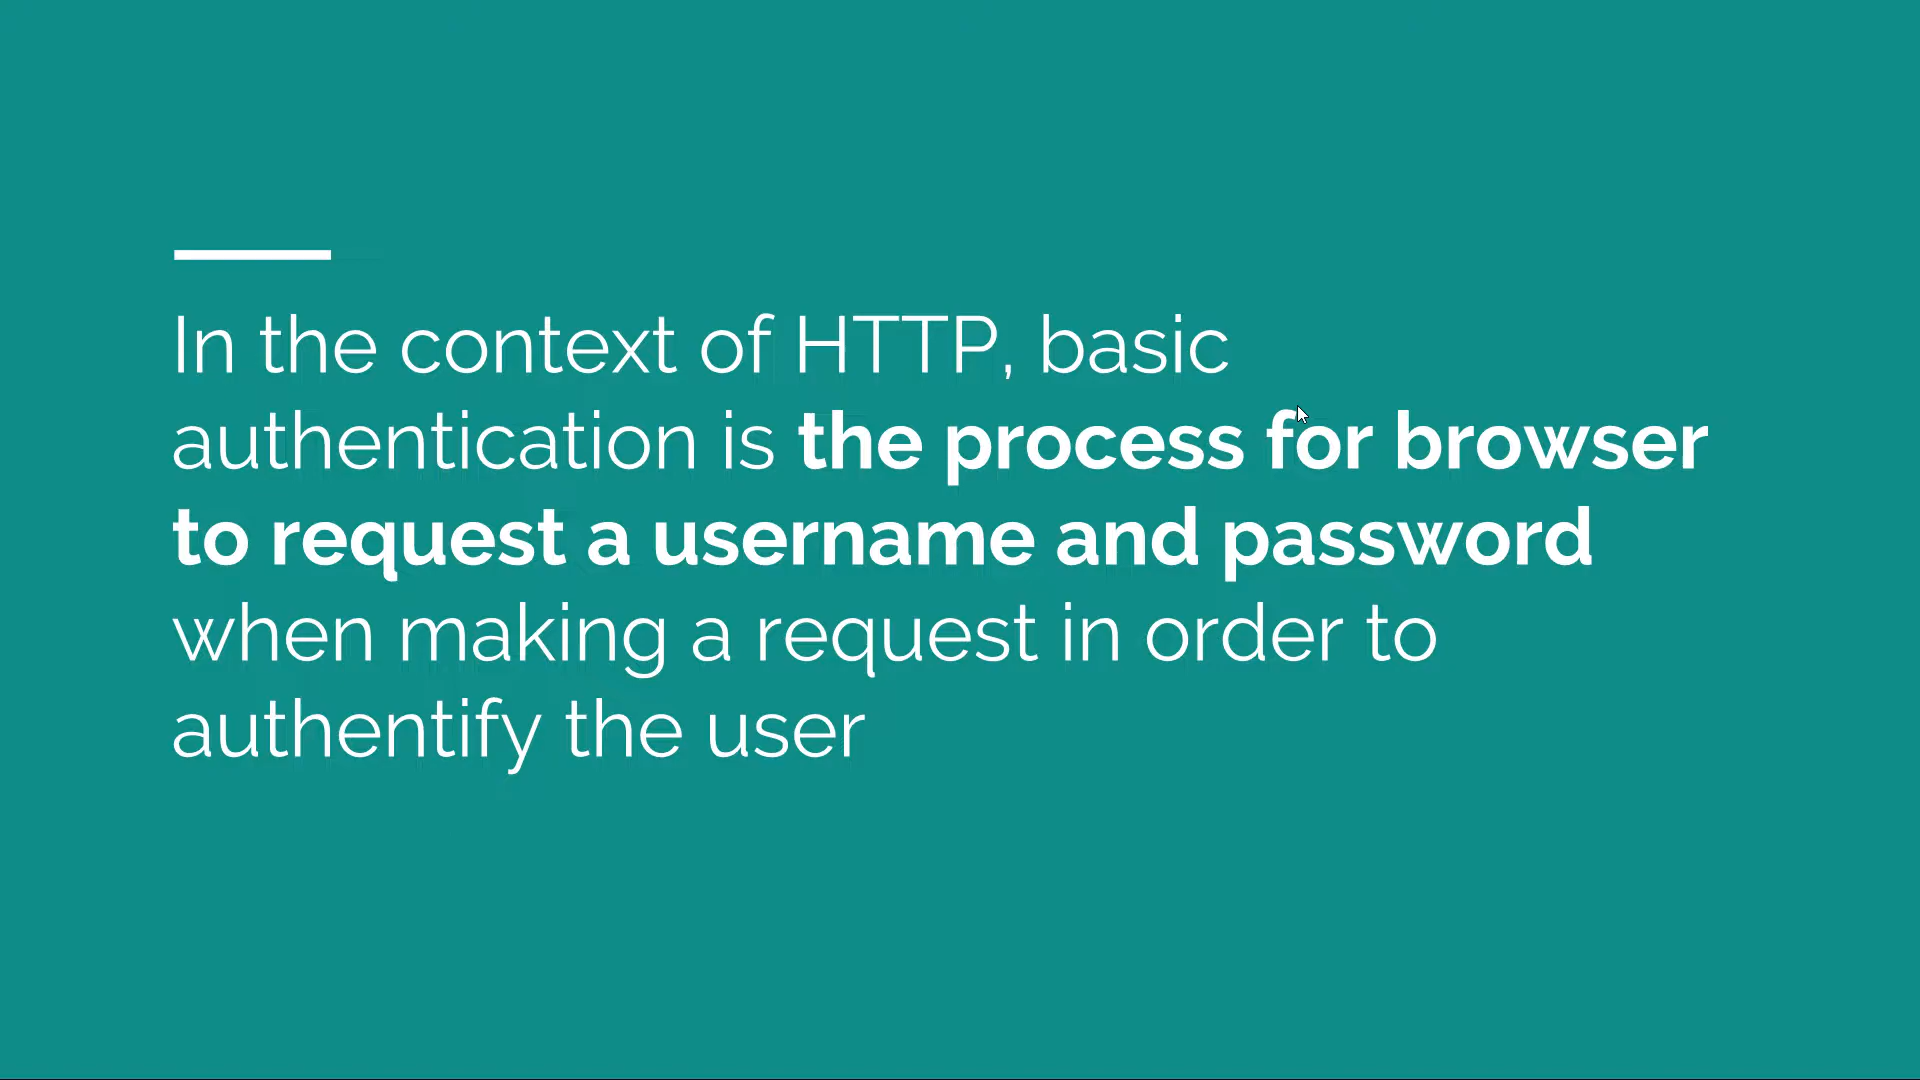 In the context of HTTP, basic
authentication is the process for browser
to request a username and password
when making a request in order to
authentify the user